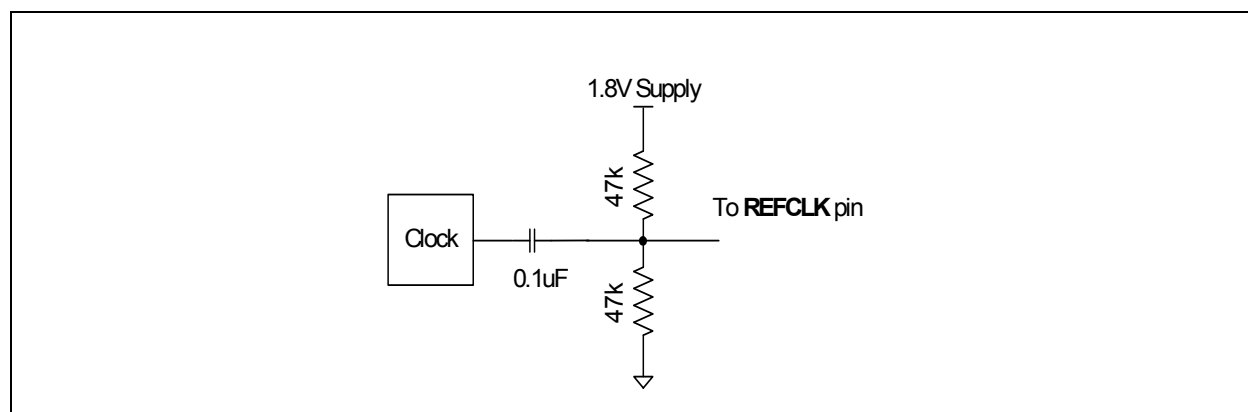 1.8V Supply
47k
To REFCLK pin
Clock
0.1uF
47k